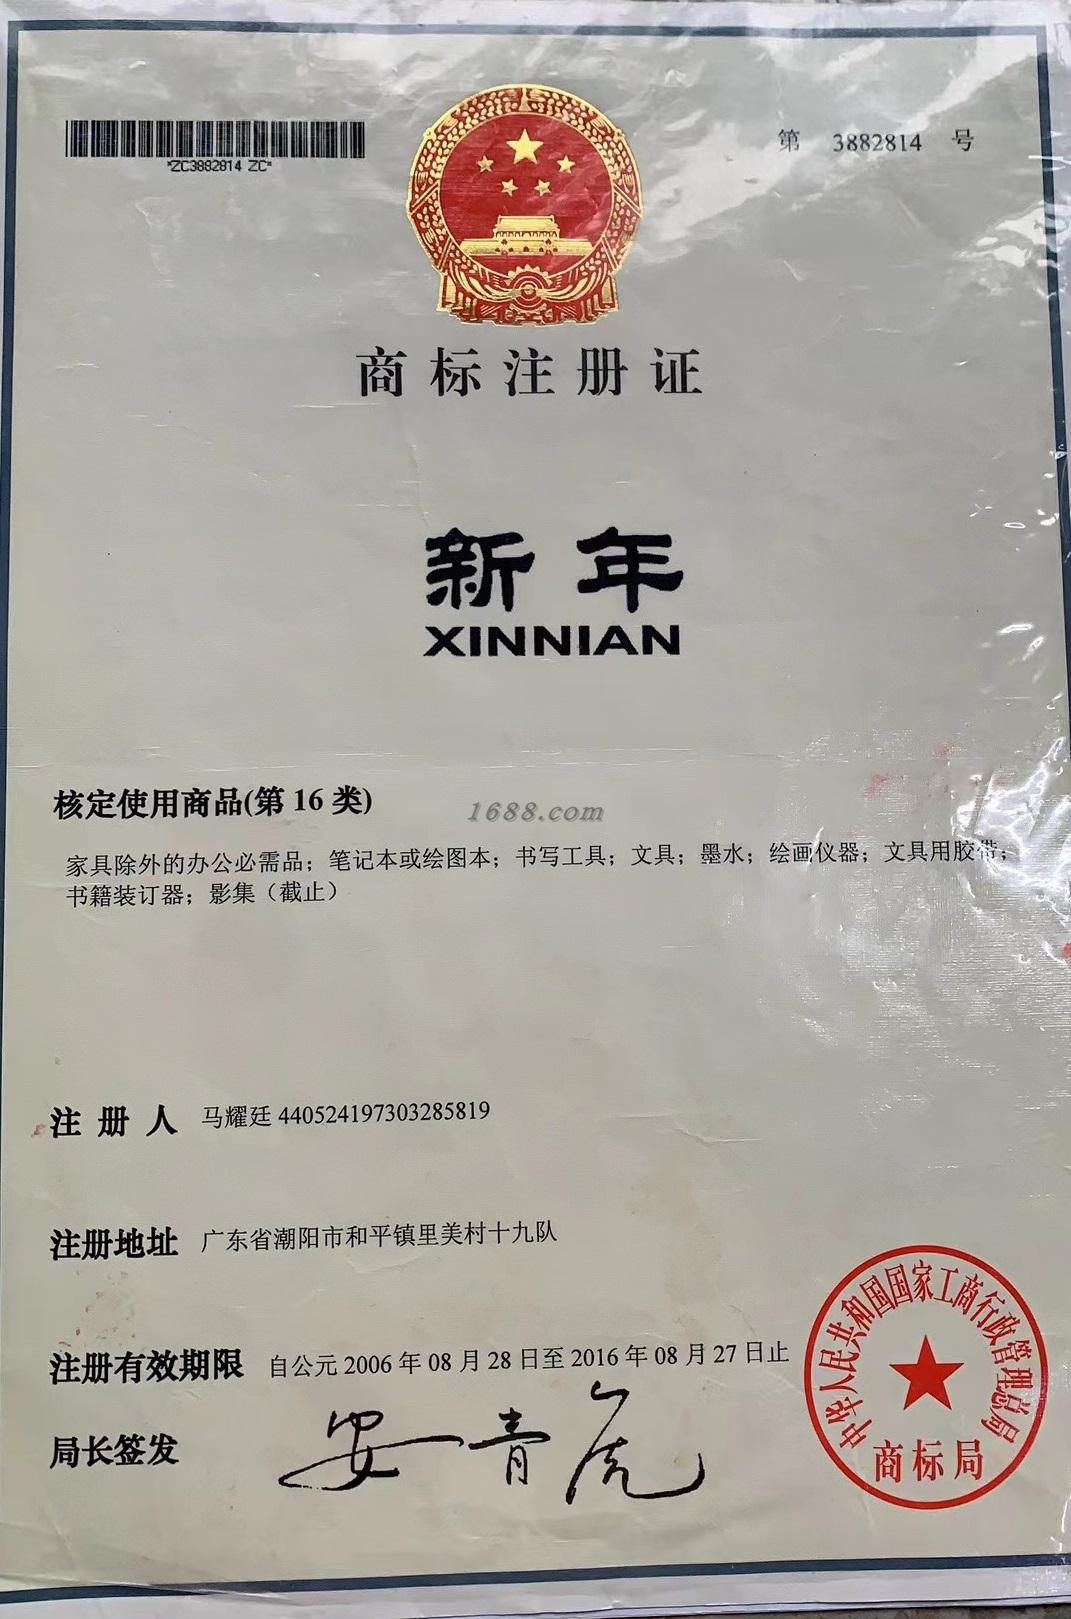 *ZC3882814 ZC*
第 3882814 号
商标注册证
新年
XINNIAN
核定使用商品(第 16 类)
1688.com
家具除外的办公必需品；笔记本或绘图本；书写工具；文具；墨水；绘画仪器；文具用胶带；
书籍装订器；影集（截止）
注 册 人 马耀廷 440524197303285819
注册地址 广东省潮阳市和平镇里美村十九队
注册有效期限 自公元 2006 年 08 月 28 日至 2016 年 08 月 27 日止
局长签发 安青虎
中华人民共和国国家工商行政管理总局
商标局